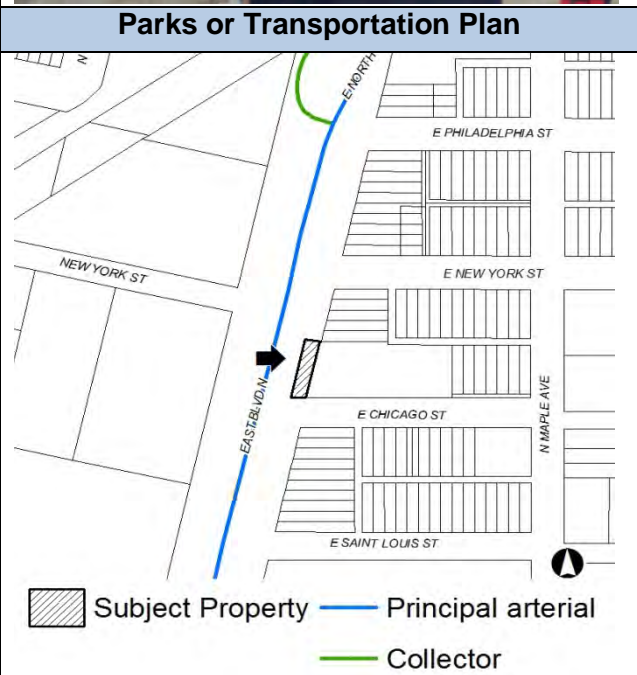 Parks or Transportation Plan
N
E NORTH
E PHILADELPHIA ST
NEW YORK ST
E NEW YORK ST
EAST BLVD N
E CHICAGO ST
N MAPLE AVE
E SAINT LOUIS ST
Subject Property
Principal arterial
Collector